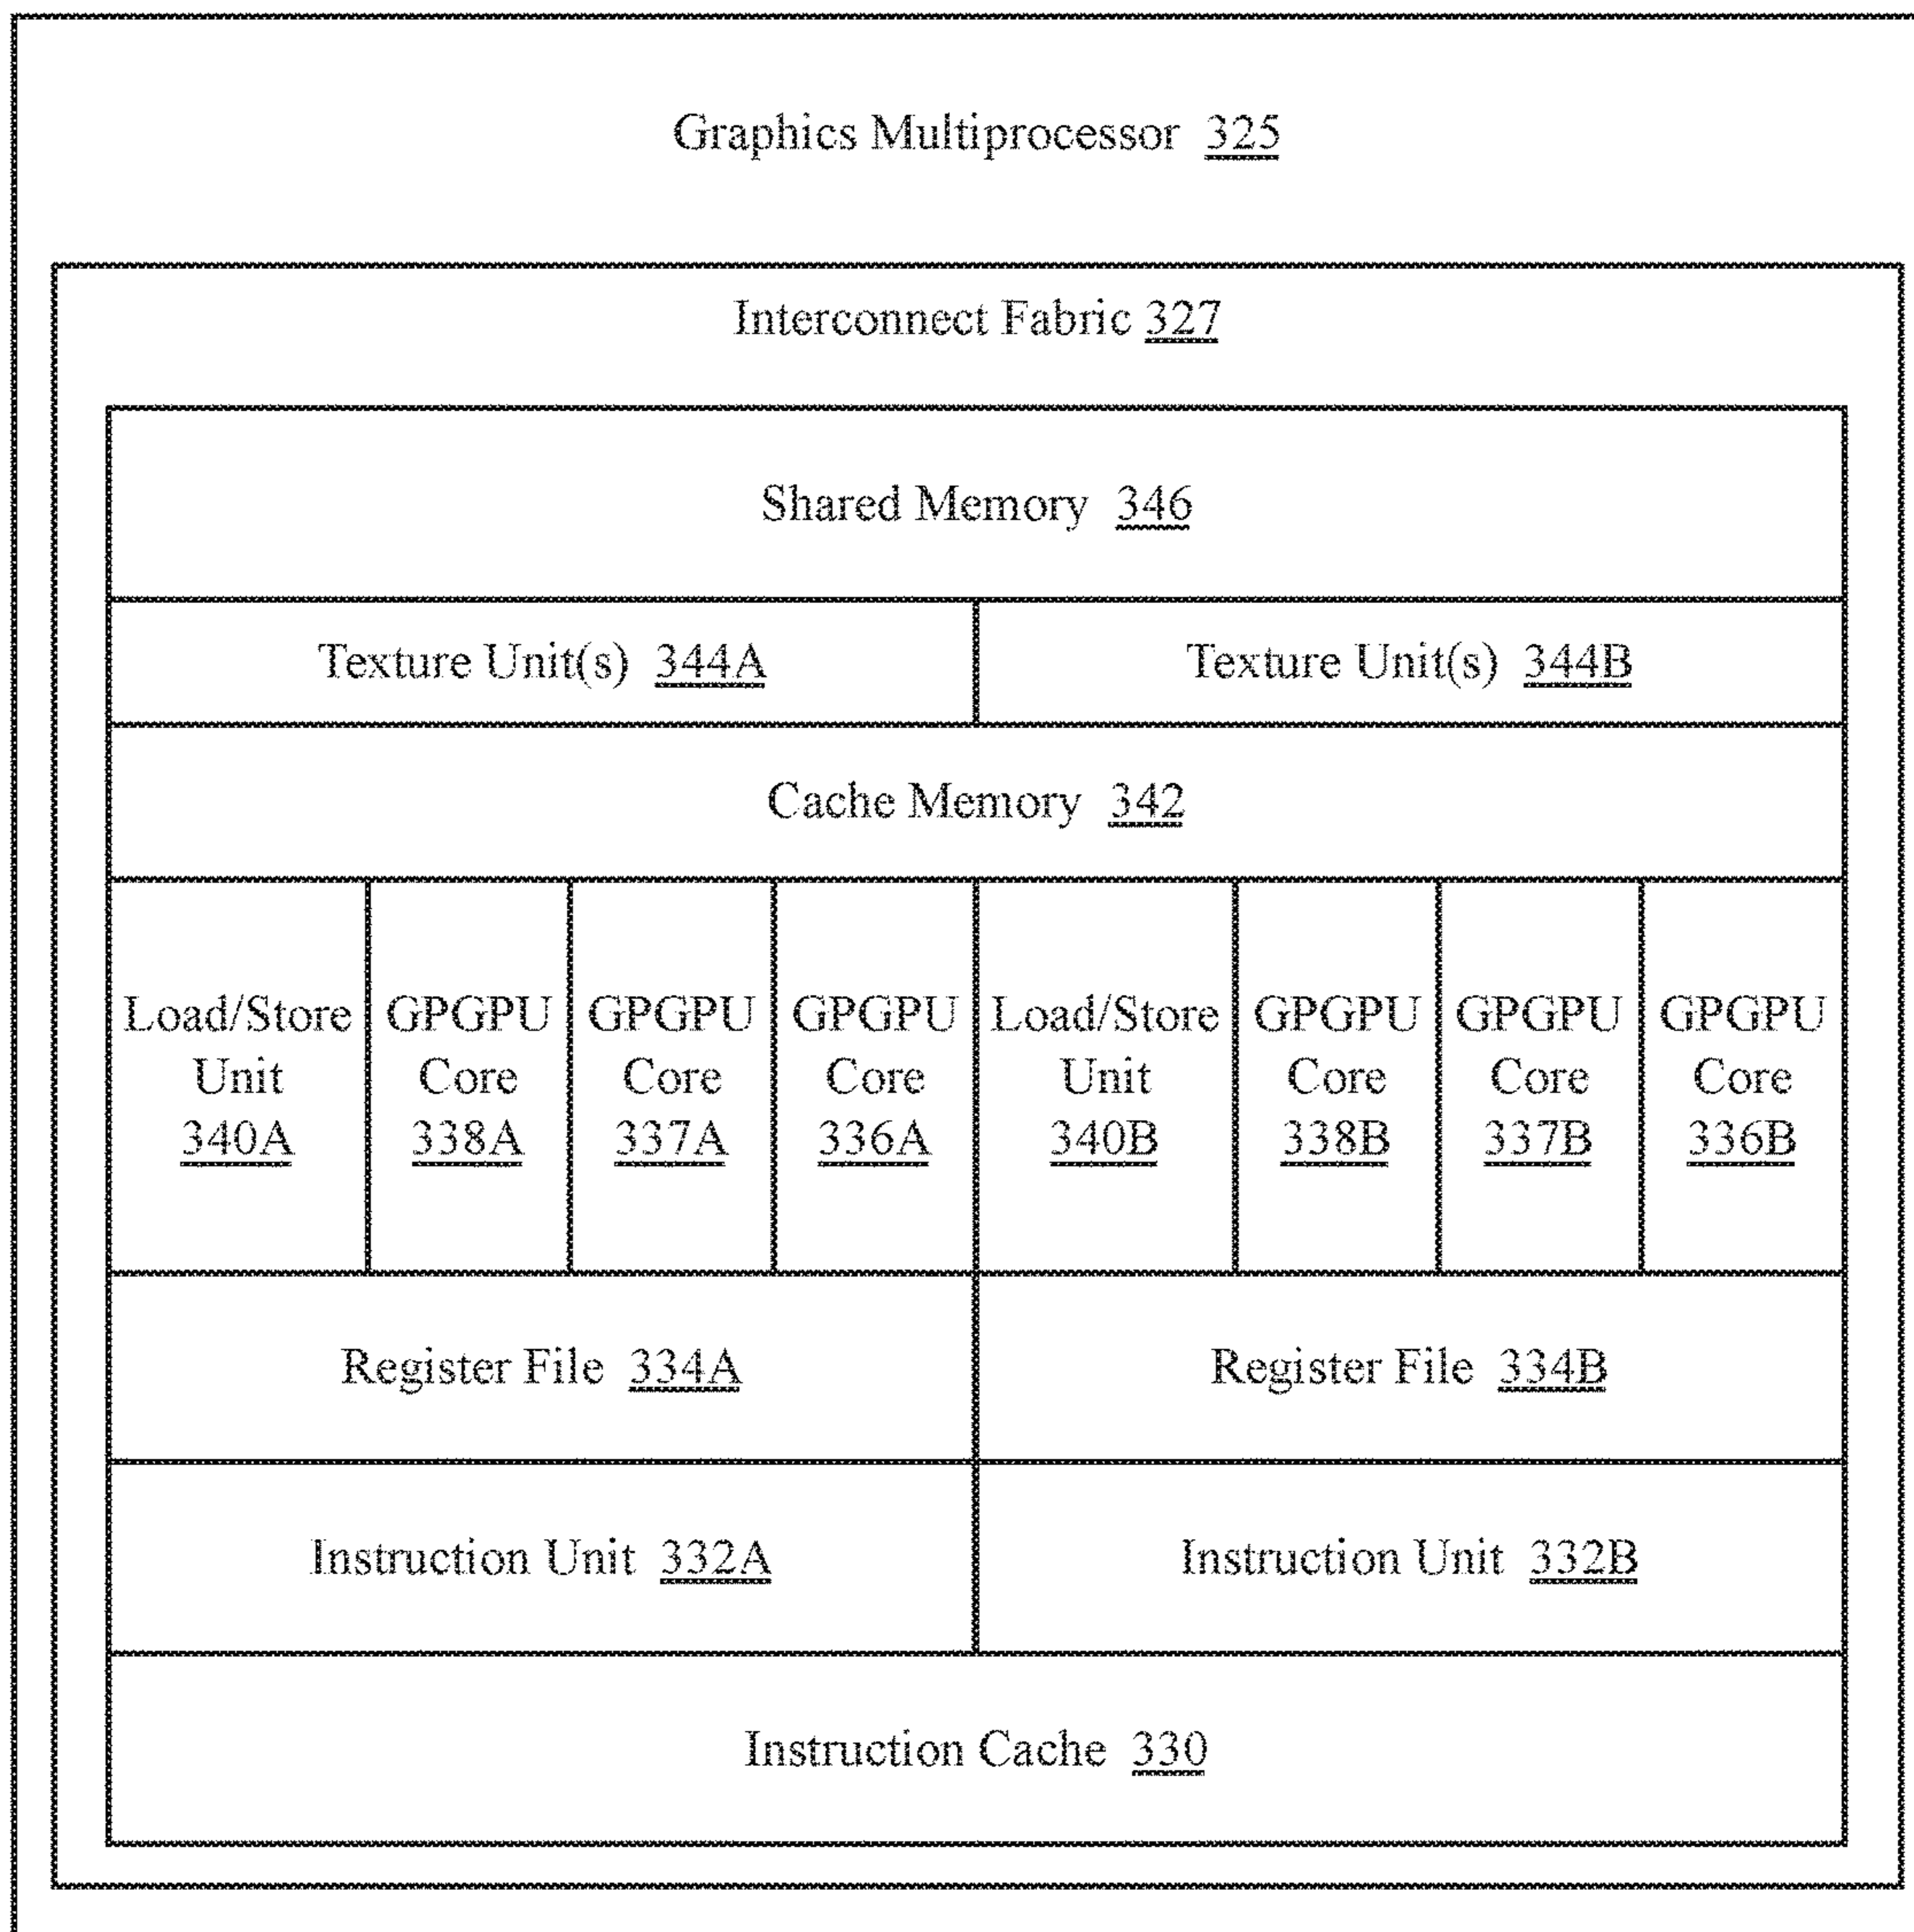 Graphics Multiprocessor 325
Interconnect Fabric 327
Shared Memory 346
Texture Unit(s) 344A
Texture Unit(s) 344B
Cache Memory 342
Load/Store
Unit
340A
GPGPU
Core
338A
GPGPU
Core
337A
GPGPU
Core
336A
Load/Store
Unit
340B
GPGPU
Core
338B
GPGPU
Core
337B
GPGPU
Core
336B
Register File 334A
Register File 334B
Instruction Unit 332A
Instruction Unit 332B
Instruction Cache 330